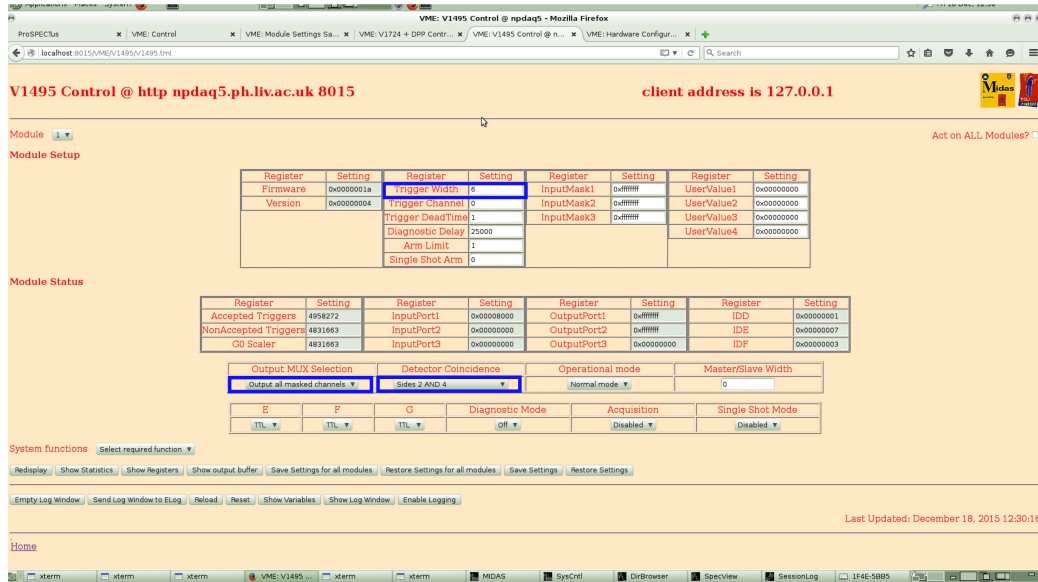 Applications Places System
Fri 18 Dec, 12:30
VME: V1495 Control @ npdaq5 - Mozilla Firefox
ProSPECTus × VME: Control × VME: Module Settings Sa... × VME: V1724 + DPP Contr... × VME: V1495 Control @ n... × VME: Hardware Configur... ×
localhost:8015/VME/V1495/V1495.tml Search
V1495 Control @ http npdaq5.ph.liv.ac.uk 8015 client address is 127.0.0.1
Midas
Module 1 Act on ALL Modules?
Module Setup
Register Setting Register Setting Register Setting Register Setting
Firmware 0x0000001a Trigger Width 6 InputMask1 0xffffffff UserValue1 0x00000000
Version 0x00000004 Trigger Channel 0 InputMask2 0xffffffff UserValue2 0x00000000
Trigger DeadTime 1 InputMask3 0xffffffff UserValue3 0x00000000
Diagnostic Delay 25000 UserValue4 0x00000000
Arm Limit 1
Single Shot Arm 0
Module Status
Register Setting Register Setting Register Setting Register Setting
Accepted Triggers 4958272 InputPort1 0x00008000 OutputPort1 0xffffffff IDD 0x00000001
NonAccepted Triggers 4831663 InputPort2 0x00000000 OutputPort2 0xffffffff IDE 0x00000007
G0 Scaler 4831663 InputPort3 0x00000000 OutputPort3 0x00000000 IDF 0x00000003
Output MUX Selection Detector Coincidence Operational mode Master/Slave Width
Output all masked channels Sides 2 AND 4 Normal mode 0
E F G Diagnostic Mode Acquisition Single Shot Mode
TTL TTL TTL Off Disabled Disabled
System functions Select required function
Redisplay Show Statistics Show Registers Show output buffer Save Settings for all modules Restore Settings for all modules Save Settings Restore Settings
Empty Log Window Send Log Window to ELog Reload Reset Show Variables Show Log Window Enable Logging
Last Updated: December 18, 2015 12:30:16
Home
xterm xterm xterm VME: V1495 ... xterm xterm MIDAS SysCntl DirBrowser SpecView SessionLog 1F4E-5BB5